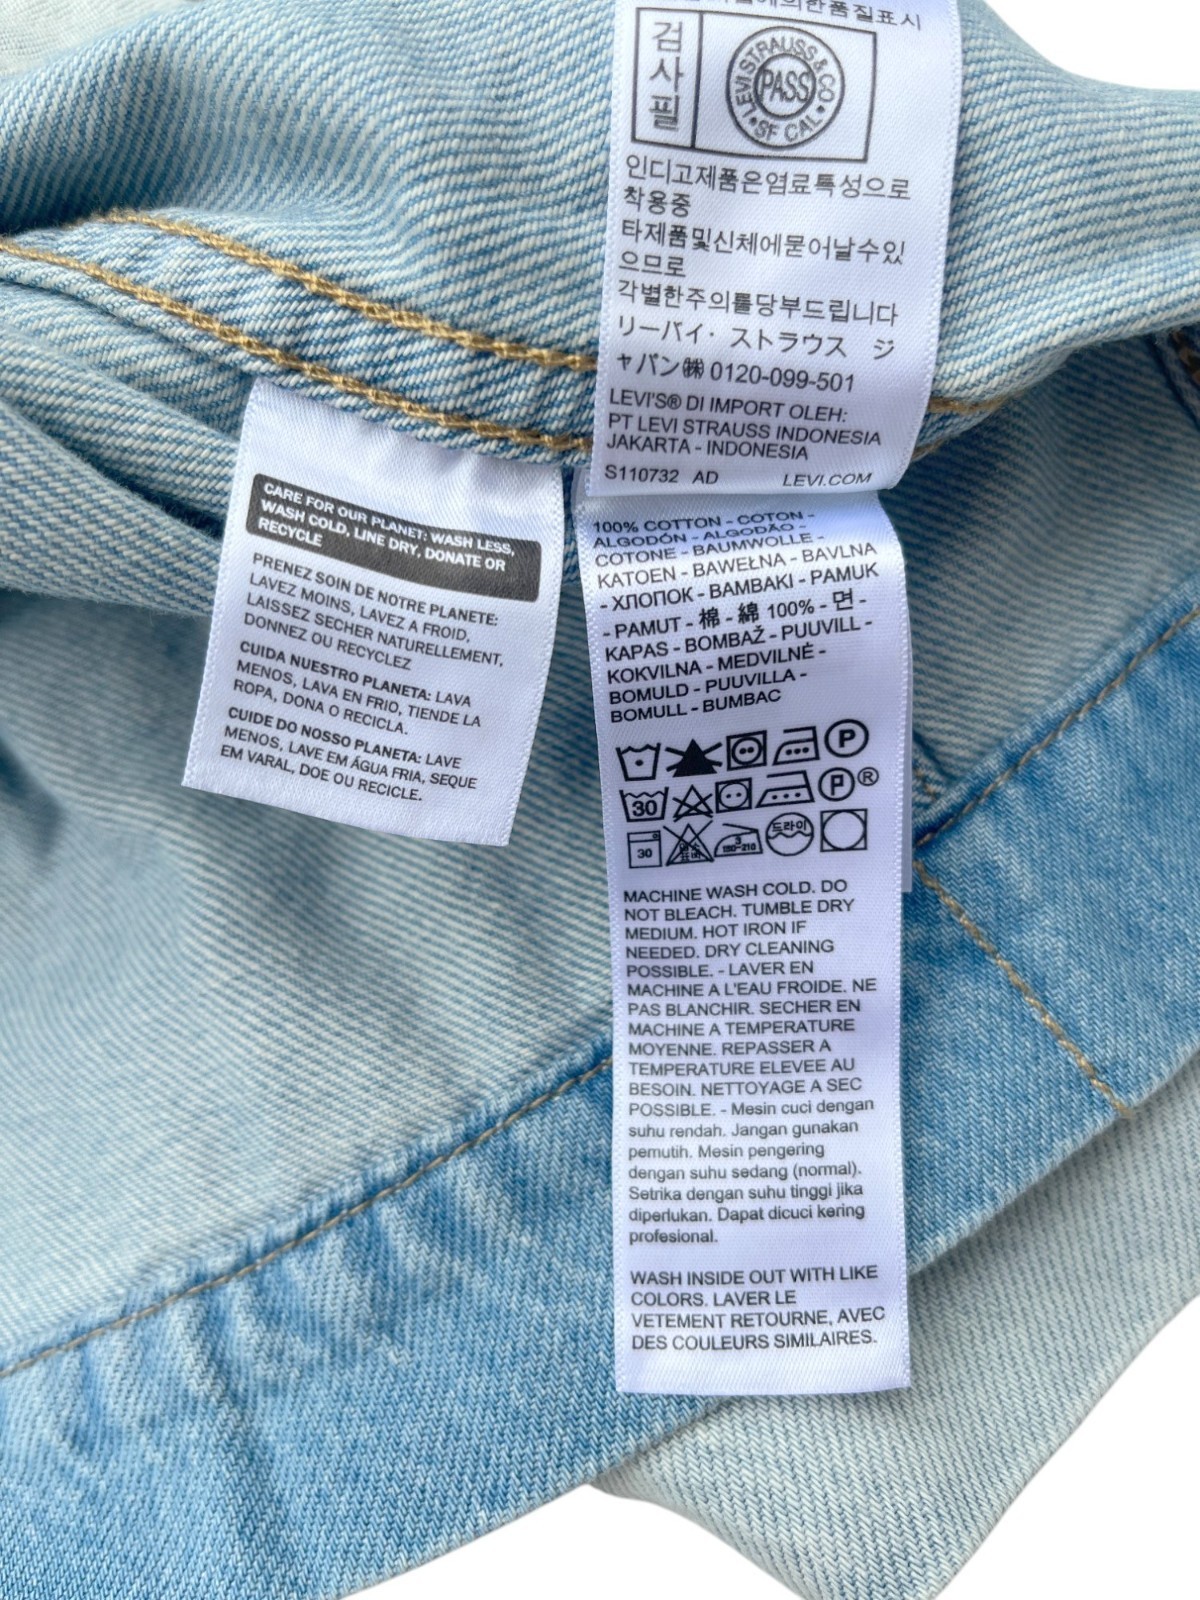 에의한품질표시
검사필
LEVI STRAUSS & CO
PASS
SF CAL
인디고제품은염료특성으로
착용중
타제품및신체에묻어날수있
으므로
각별한주의를당부드립니다
リーバイ・ストラウス ジ
ャパン㈱ 0120-099-501
LEVI'S® DI IMPORT OLEH:
PT LEVI STRAUSS INDONESIA
JAKARTA - INDONESIA
S110732 AD LEVI.COM
CARE FOR OUR PLANET: WASH LESS,
WASH COLD, LINE DRY, DONATE OR
RECYCLE
PRENEZ SOIN DE NOTRE PLANETE:
LAVEZ MOINS, LAVEZ A FROID,
LAISSEZ SECHER NATURELLEMENT,
DONNEZ OU RECYCLEZ
CUIDA NUESTRO PLANETA: LAVA
MENOS, LAVA EN FRIO, TIENDE LA
ROPA, DONA O RECICLA.
CUIDE DO NOSSO PLANETA: LAVE
MENOS, LAVE EM ÁGUA FRIA, SEQUE
EM VARAL, DOE OU RECICLE.
100% COTTON - COTON -
ALGODÓN - ALGODÃO -
COTONE - BAUMWOLLE -
KATOEN - BAWEŁNA - BAVLNA
- ХЛОПОК - BAMBAKI - PAMUK
- PAMUT - 棉 - 綿 100% - 면 -
KAPAS - BOMBAŽ - PUUVILL -
KOKVILNA - MEDVILNĖ -
BOMULD - PUUVILLA -
BOMULL - BUMBAC
P
30 P®
30 3 180-210 드라이
MACHINE WASH COLD. DO
NOT BLEACH. TUMBLE DRY
MEDIUM. HOT IRON IF
NEEDED. DRY CLEANING
POSSIBLE. - LAVER EN
MACHINE A L'EAU FROIDE. NE
PAS BLANCHIR. SECHER EN
MACHINE A TEMPERATURE
MOYENNE. REPASSER A
TEMPERATURE ELEVEE AU
BESOIN. NETTOYAGE A SEC
POSSIBLE. - Mesin cuci dengan
suhu rendah. Jangan gunakan
pemutih. Mesin pengering
dengan suhu sedang (normal).
Setrika dengan suhu tinggi jika
diperlukan. Dapat dicuci kering
profesional.
WASH INSIDE OUT WITH LIKE
COLORS. LAVER LE
VETEMENT RETOURNE, AVEC
DES COULEURS SIMILAIRES.